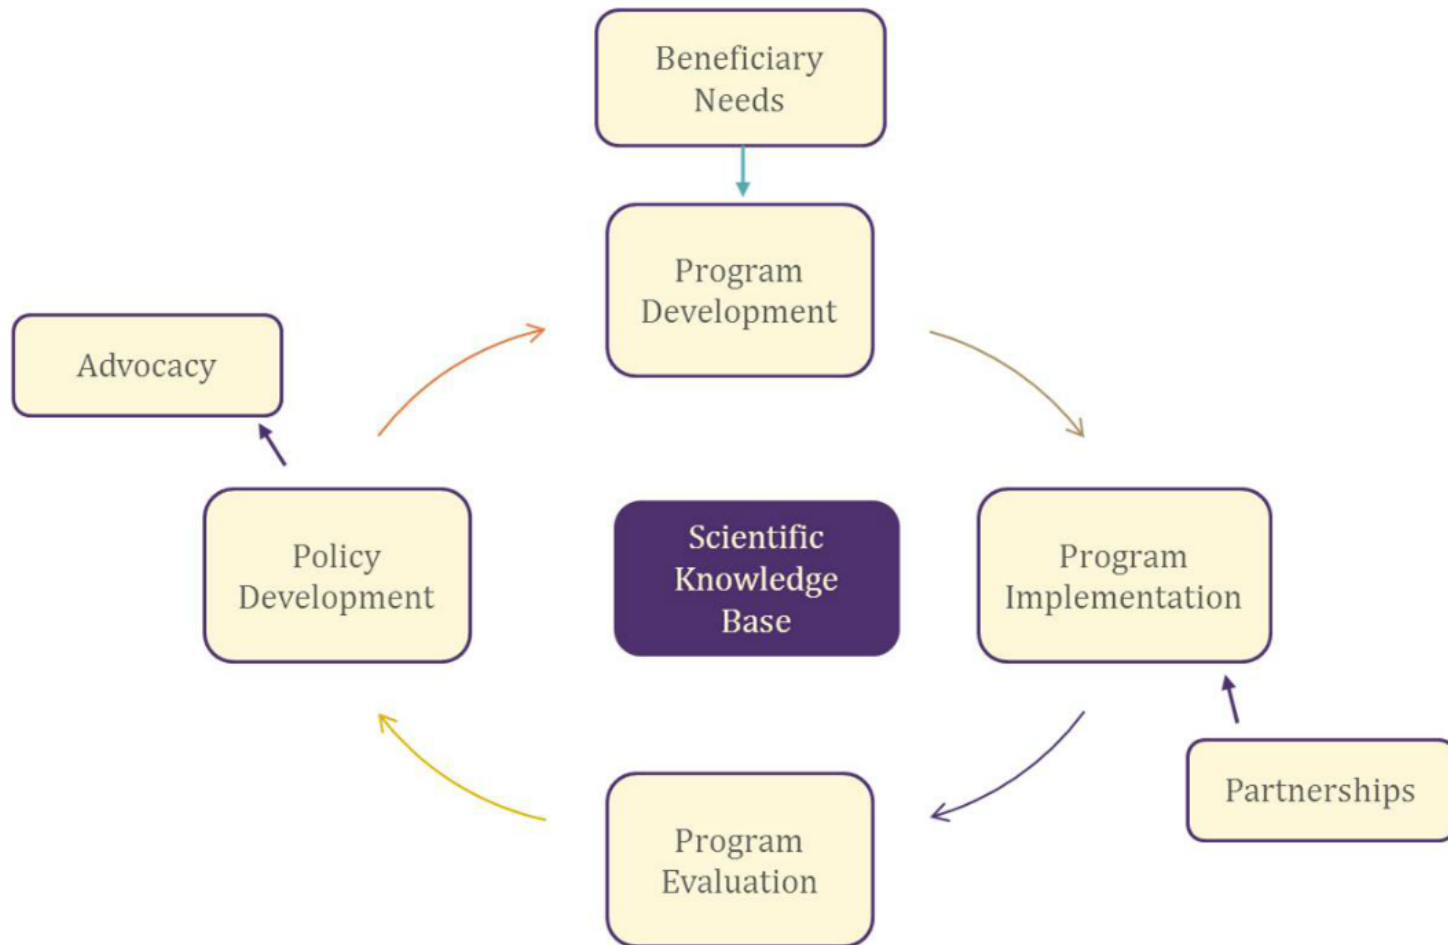 Beneficiary
Needs
Program
Development
Advocacy
Policy
Development
Scientific
Knowledge
Base
Program
Implementation
Partnerships
Program
Evaluation